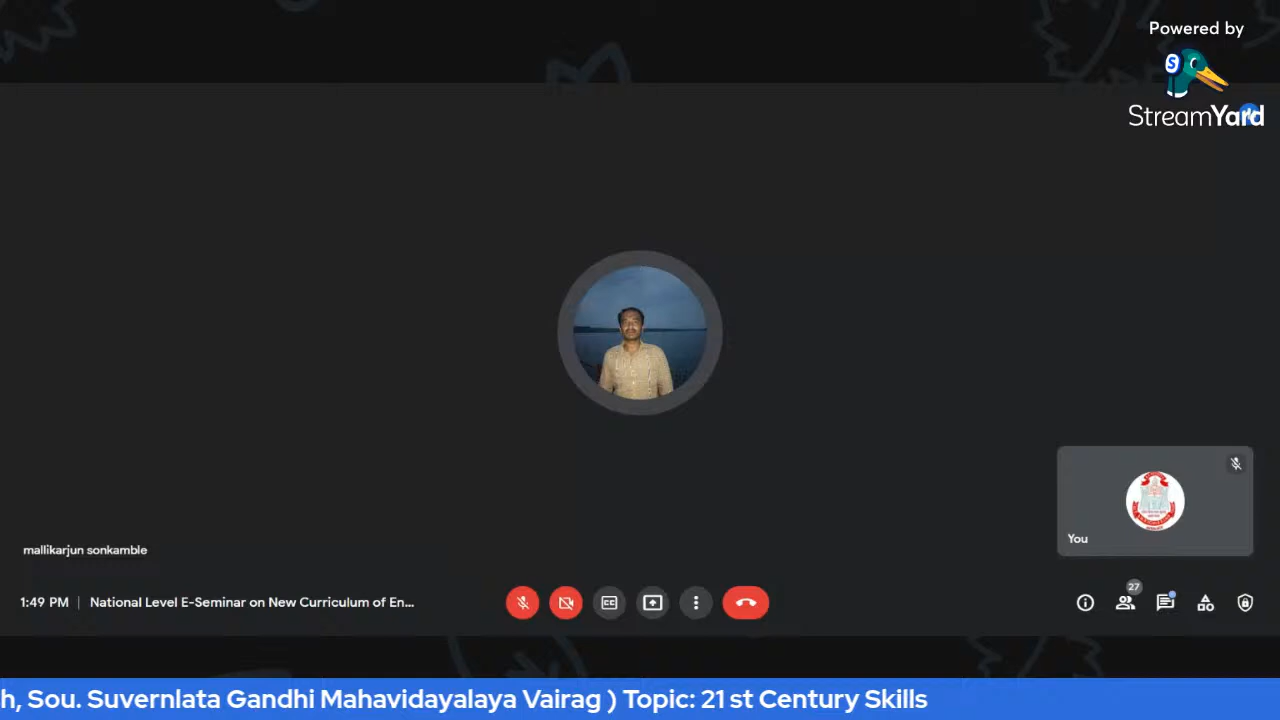 Powered by
StreamYard
You
mallikarjun sonkamble
1:49 PM | National Level E-Seminar on New Curriculum of En...
27
h, Sou. Suvernlata Gandhi Mahavidayalaya Vairag ) Topic: 21 st Century Skills